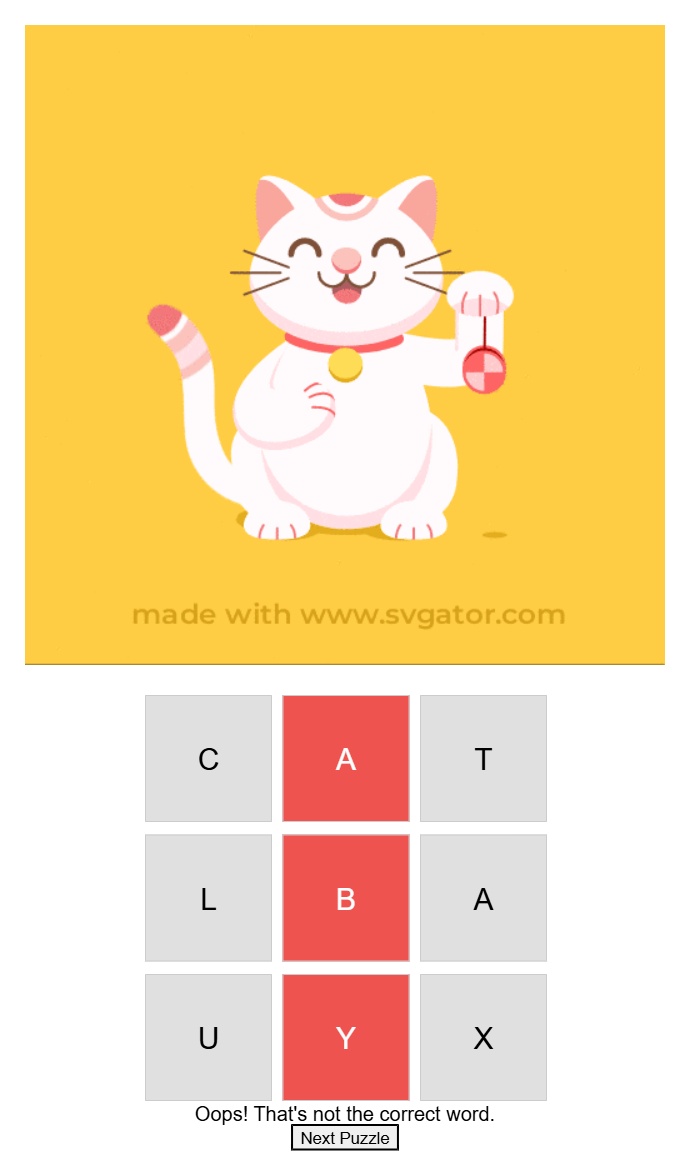 made with www.svgator.com
C A T
L B A
U Y X
Oops! That's not the correct word.
Next Puzzle